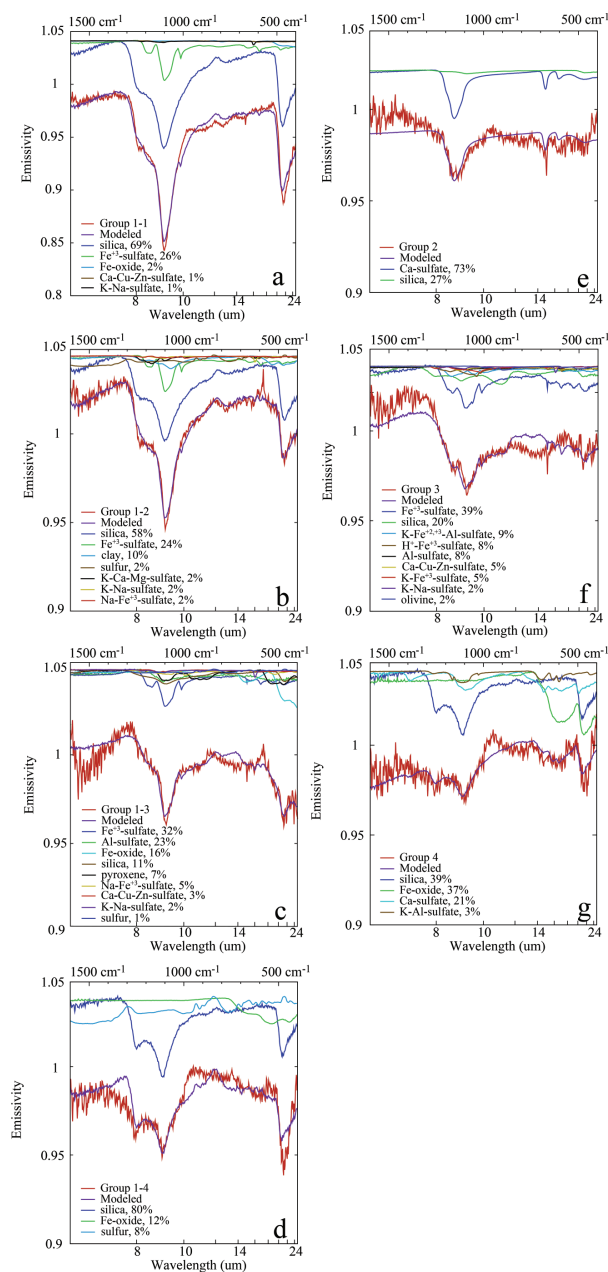 1500 cm-1 1000 cm-1 500 cm-1
1.05
1
0.95
0.9
0.85
0.8
Emissivity
Group 1-1
Modeled
silica, 69%
Fe+3-sulfate, 26%
Fe-oxide, 2%
Ca-Cu-Zn-sulfate, 1%
K-Na-sulfate, 1%
a
8 10 14 24
Wavelength (um)
1500 cm-1 1000 cm-1 500 cm-1
1.05
1
0.95
0.9
Emissivity
Group 1-2
Modeled
silica, 58%
Fe+3-sulfate, 24%
clay, 10%
sulfur, 2%
K-Ca-Mg-sulfate, 2%
K-Na-sulfate, 2%
Na-Fe+3-sulfate, 2%
b
8 10 14 24
Wavelength (um)
1500 cm-1 1000 cm-1 500 cm-1
1.05
1
0.95
0.9
Emissivity
Group 1-3
Modeled
Fe+3-sulfate, 32%
Al-sulfate, 23%
Fe-oxide, 16%
silica, 11%
pyroxene, 7%
Na-Fe+3-sulfate, 5%
Ca-Cu-Zn-sulfate, 3%
K-Na-sulfate, 2%
sulfur, 1%
c
8 10 14 24
Wavelength (um)
1500 cm-1 1000 cm-1 500 cm-1
1.05
1
0.95
0.9
Emissivity
Group 1-4
Modeled
silica, 80%
Fe-oxide, 12%
sulfur, 8%
d
8 10 14 24
Wavelength (um)
1500 cm-1 1000 cm-1 500 cm-1
1.05
1
0.95
0.9
Emissivity
Group 2
Modeled
Ca-sulfate, 73%
silica, 27%
e
8 10 14 24
Wavelength (um)
1500 cm-1 1000 cm-1 500 cm-1
1.05
1
0.95
0.9
Emissivity
Group 3
Modeled
Fe+3-sulfate, 39%
silica, 20%
K-Fe+2,+3-Al-sulfate, 9%
H+-Fe+3-sulfate, 8%
Al-sulfate, 8%
Ca-Cu-Zn-sulfate, 5%
K-Fe+3-sulfate, 5%
K-Na-sulfate, 2%
olivine, 2%
f
8 10 14 24
Wavelength (um)
1500 cm-1 1000 cm-1 500 cm-1
1.05
1
0.95
0.9
Emissivity
Group 4
Modeled
silica, 39%
Fe-oxide, 37%
Ca-sulfate, 21%
K-Al-sulfate, 3%
g
8 10 14 24
Wavelength (um)